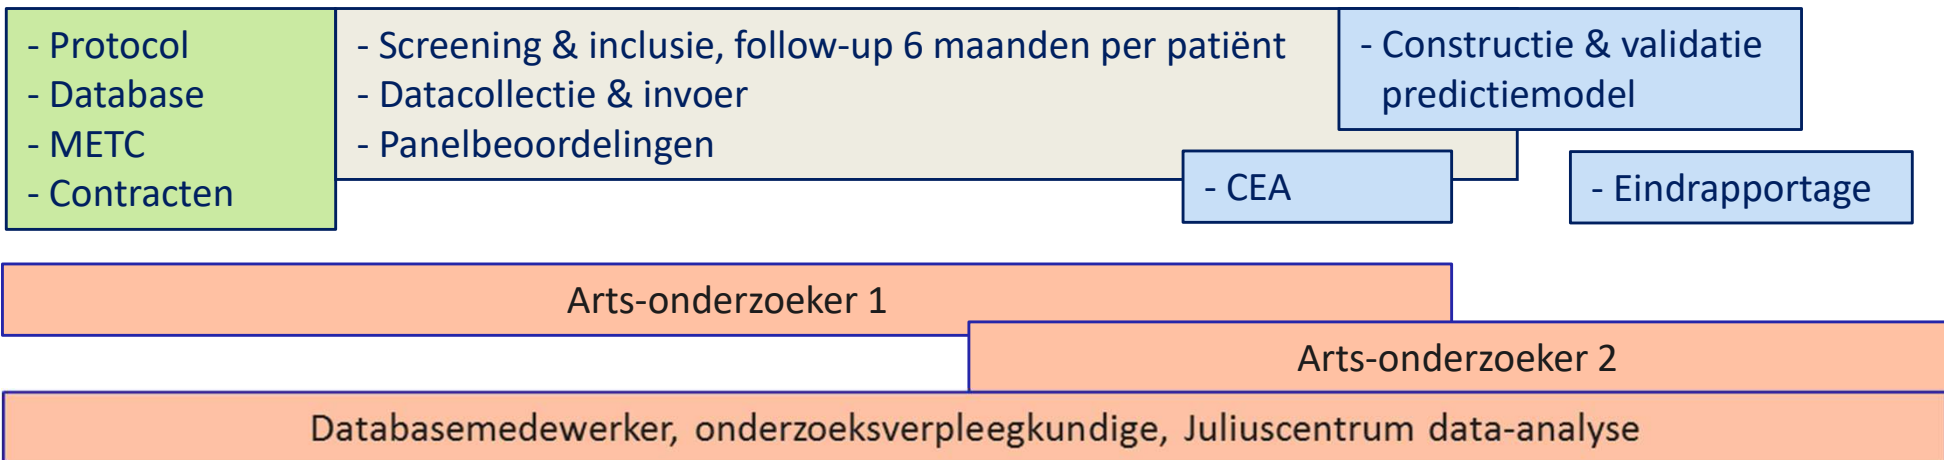 - Protocol
- Database
- METC
- Contracten
- Screening & inclusie, follow-up 6 maanden per patiënt
- Datacollectie & invoer
- Panelbeoordelingen
- Constructie & validatie
predictiemodel
- CEA
- Eindrapportage
Arts-onderzoeker 1
Arts-onderzoeker 2
Databasemedewerker, onderzoeksverpleegkundige, Juliuscentrum data-analyse